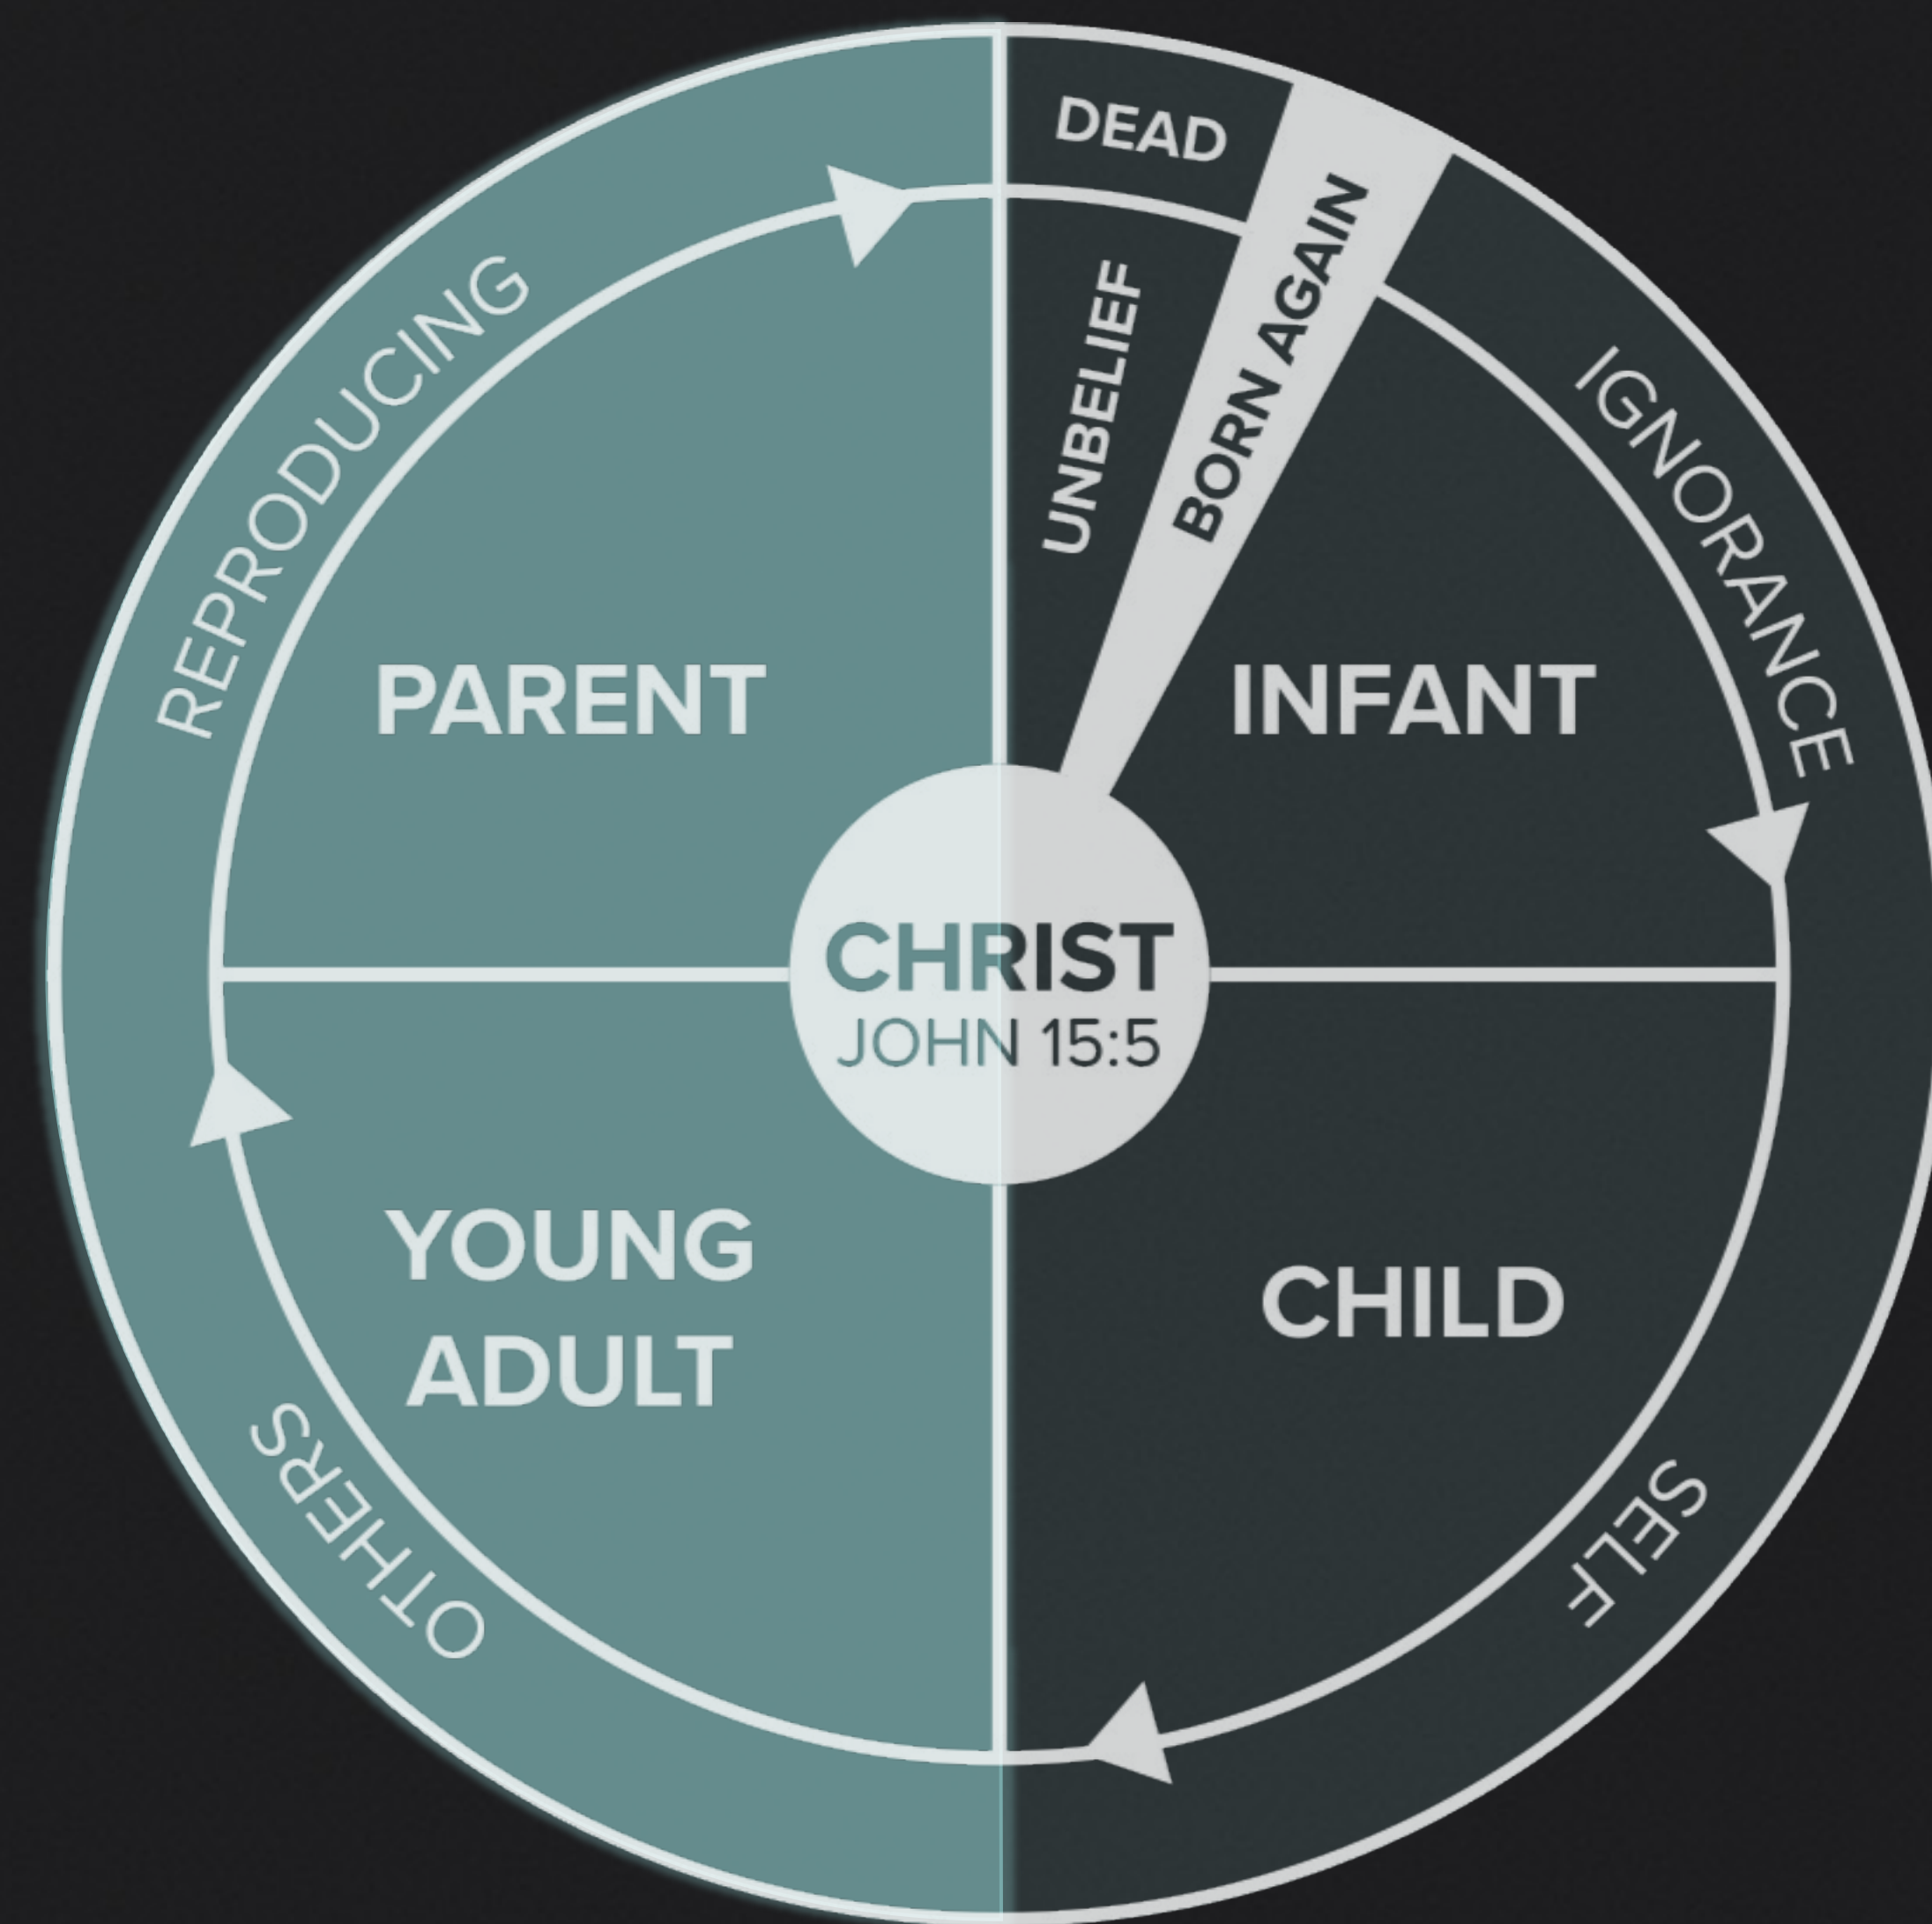 DEAD
UNBELIEF
BORN AGAIN
IGNORANCE
INFANT
CHILD
SELF
YOUNG
ADULT
OTHERS
PARENT
REPRODUCING
CHRIST
JOHN 15:5